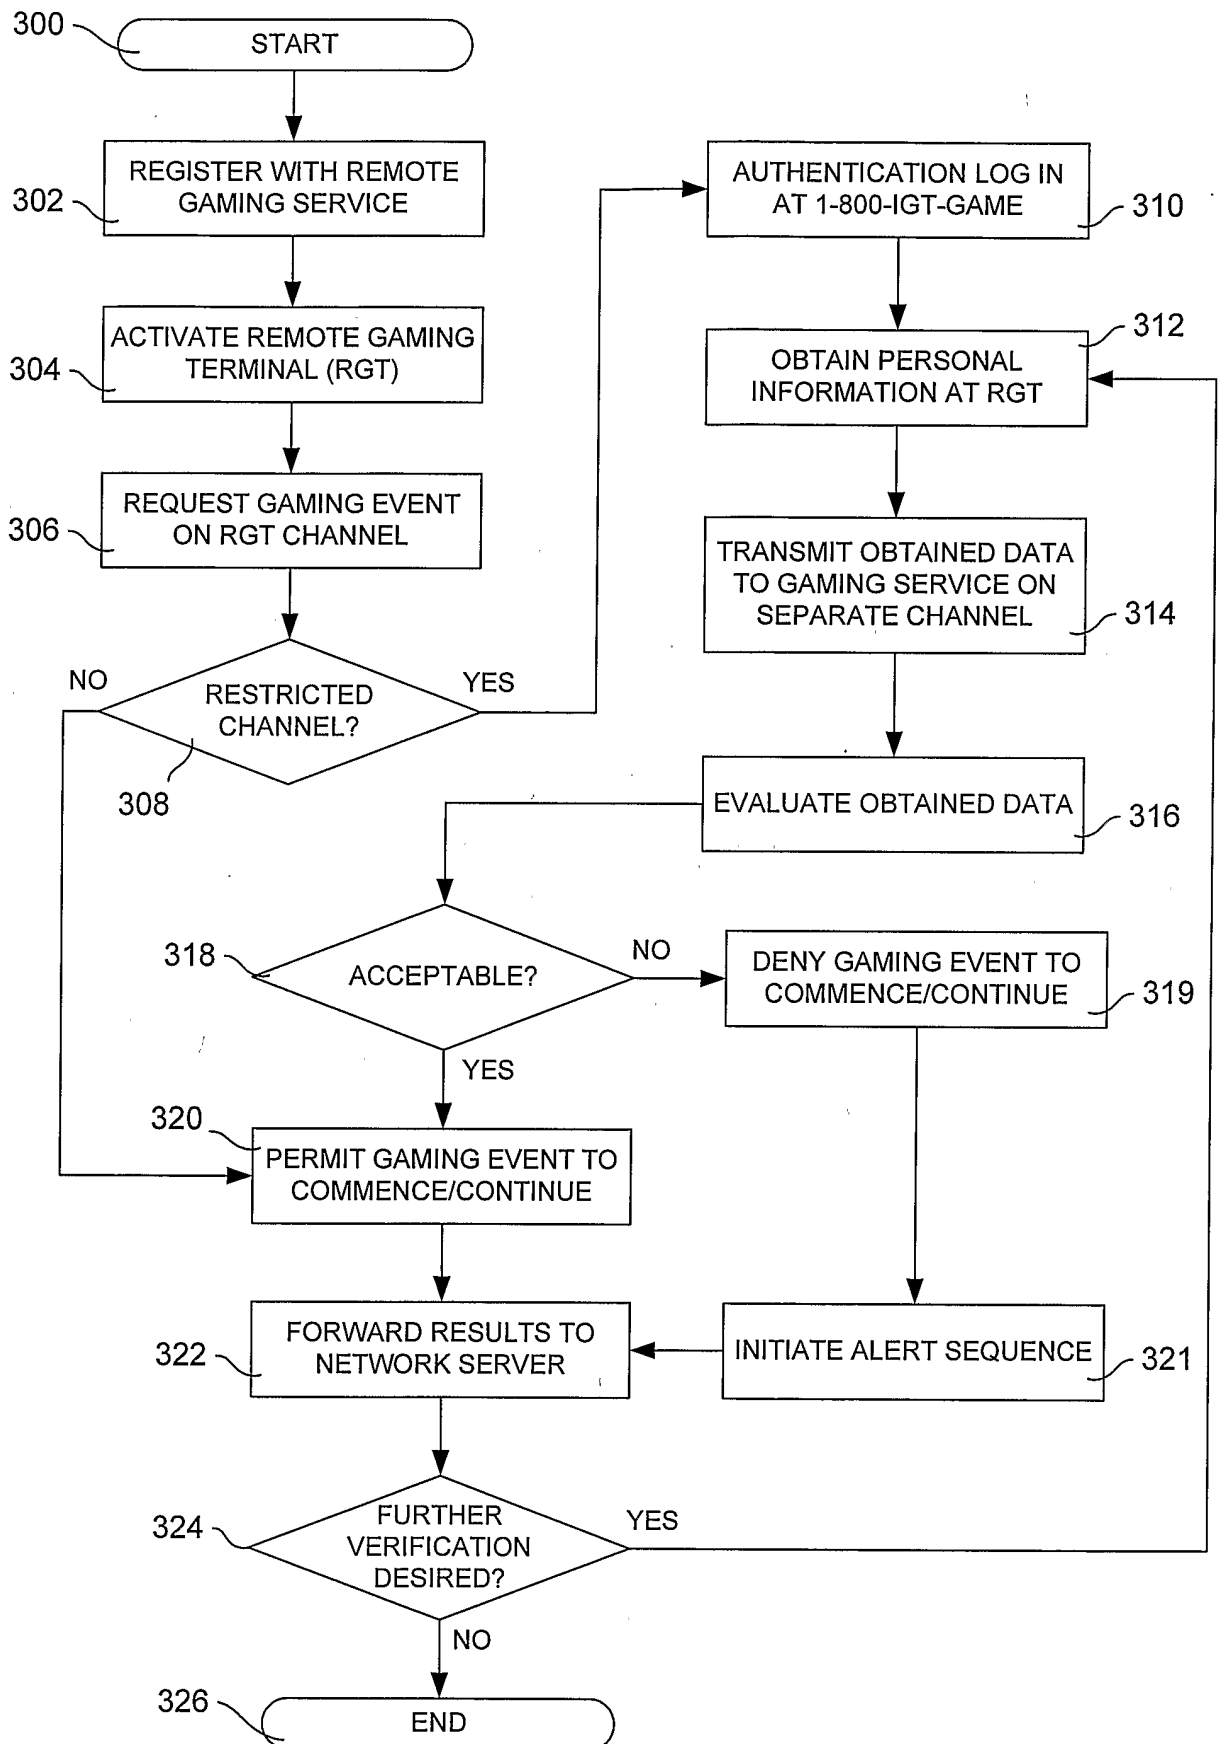 300
START
REGISTER WITH REMOTE
GAMING SERVICE
302
ACTIVATE REMOTE GAMING
TERMINAL (RGT)
304
REQUEST GAMING EVENT
ON RGT CHANNEL
306
NO
RESTRICTED
CHANNEL?
YES
308
AUTHENTICATION LOG IN
AT 1-800-IGT-GAME
310
312
OBTAIN PERSONAL
INFORMATION AT RGT
TRANSMIT OBTAINED DATA
TO GAMING SERVICE ON
SEPARATE CHANNEL
314
EVALUATE OBTAINED DATA
316
318
ACCEPTABLE?
NO
DENY GAMING EVENT TO
COMMENCE/CONTINUE
319
YES
320
PERMIT GAMING EVENT TO
COMMENCE/CONTINUE
FORWARD RESULTS TO
NETWORK SERVER
322
INITIATE ALERT SEQUENCE
321
324
FURTHER
VERIFICATION
DESIRED?
YES
NO
326
END